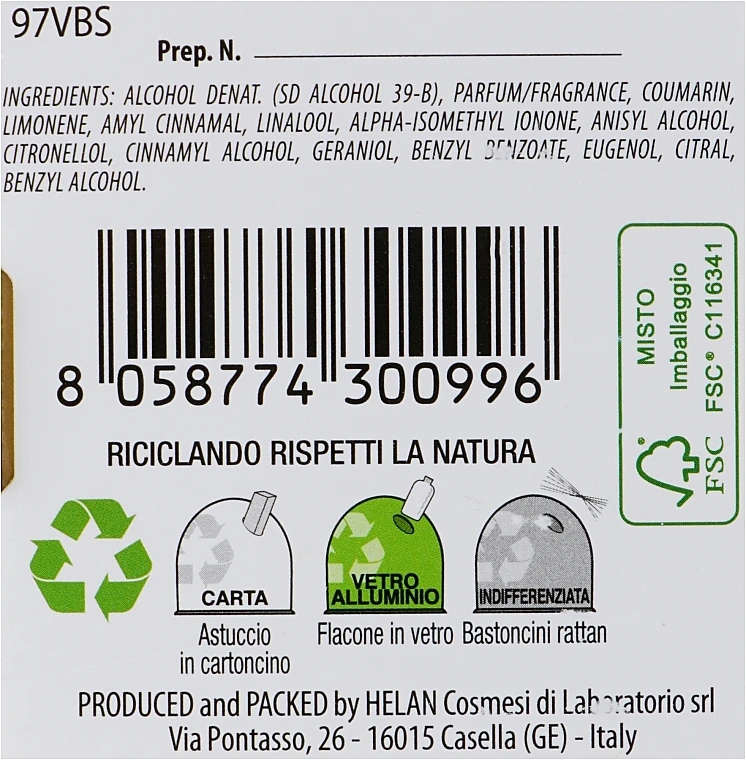 97VBS
Prep. N.
INGREDIENTS: ALCOHOL DENAT. (SD ALCOHOL 39-B), PARFUM/FRAGRANCE, COUMARIN,
LIMONENE, AMYL CINNAMAL, LINALOOL, ALPHA-ISOMETHYL IONONE, ANISYL ALCOHOL,
CITRONELLOL, CINNAMYL ALCOHOL, GERANIOL, BENZYL BENZOATE, EUGENOL, CITRAL,
BENZYL ALCOHOL.
8 058774 300996
MISTO
Imballaggio
FSC® C116341
FSC
RICICLANDO RISPETTI LA NATURA
CARTA
VETRO
ALLUMINIO
INDIFFERENZIATA
Astuccio
in cartoncino
Flacone in vetro
Bastoncini rattan
PRODUCED and PACKED by HELAN Cosmesi di Laboratorio srl
Via Pontasso, 26 - 16015 Casella (GE) - Italy